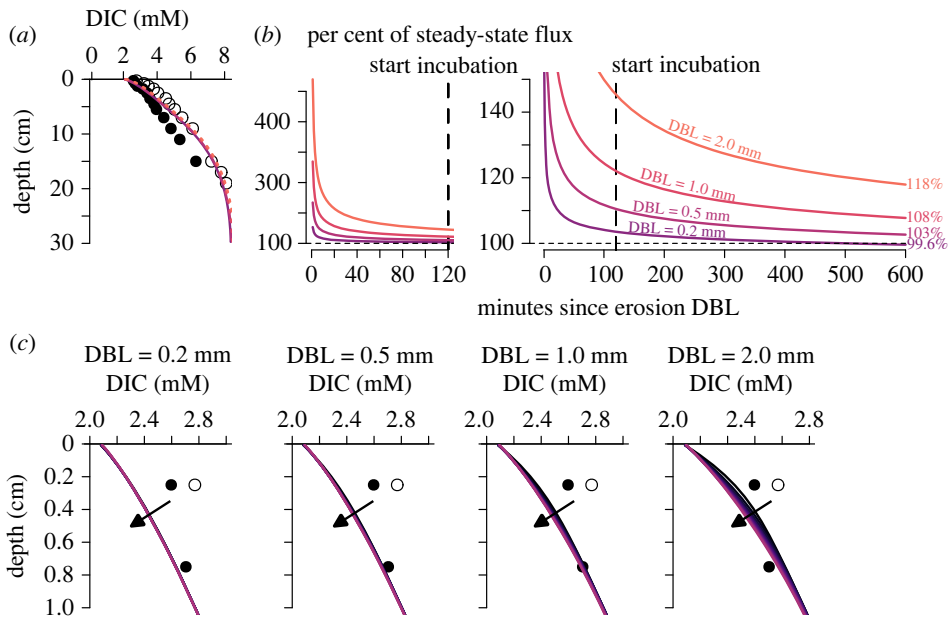 (a)
DIC (mM)
0 2 4 6 8
depth (cm)
0
10
20
30
(b) per cent of steady-state flux
start incubation
450
300
100
0 40 80 120
start incubation
140
130
120
110
100
0 100 200 300 400 500 600
DBL = 2.0 mm
DBL = 1.0 mm
DBL = 0.5 mm
DBL = 0.2 mm
118%
108%
103%
99.6%
minutes since erosion DBL
(c)
DBL = 0.2 mm
DIC (mM)
2.0 2.4 2.8
depth (cm)
0
0.2
0.4
0.6
0.8
1.0
DBL = 0.5 mm
DIC (mM)
2.0 2.4 2.8
DBL = 1.0 mm
DIC (mM)
2.0 2.4 2.8
DBL = 2.0 mm
DIC (mM)
2.0 2.4 2.8